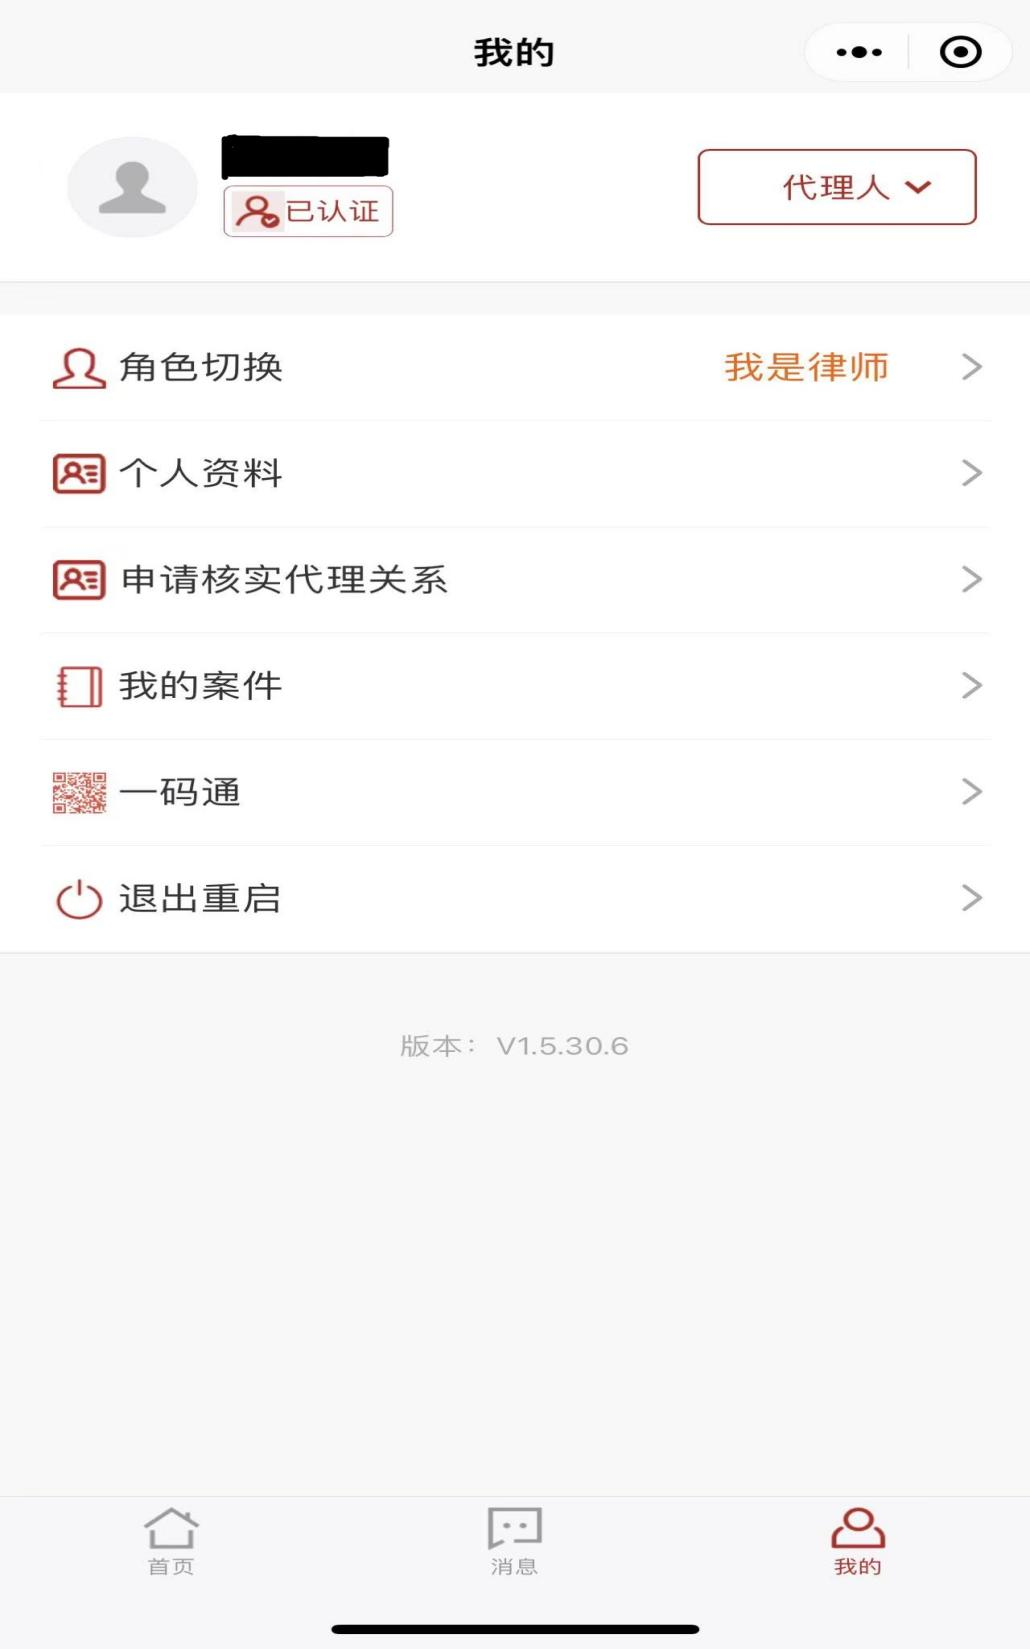 我的
已认证
代理人
角色切换
我是律师
个人资料
申请核实代理关系
我的案件
一码通
退出重启
版本： V1.5.30.6
首页
消息
我的